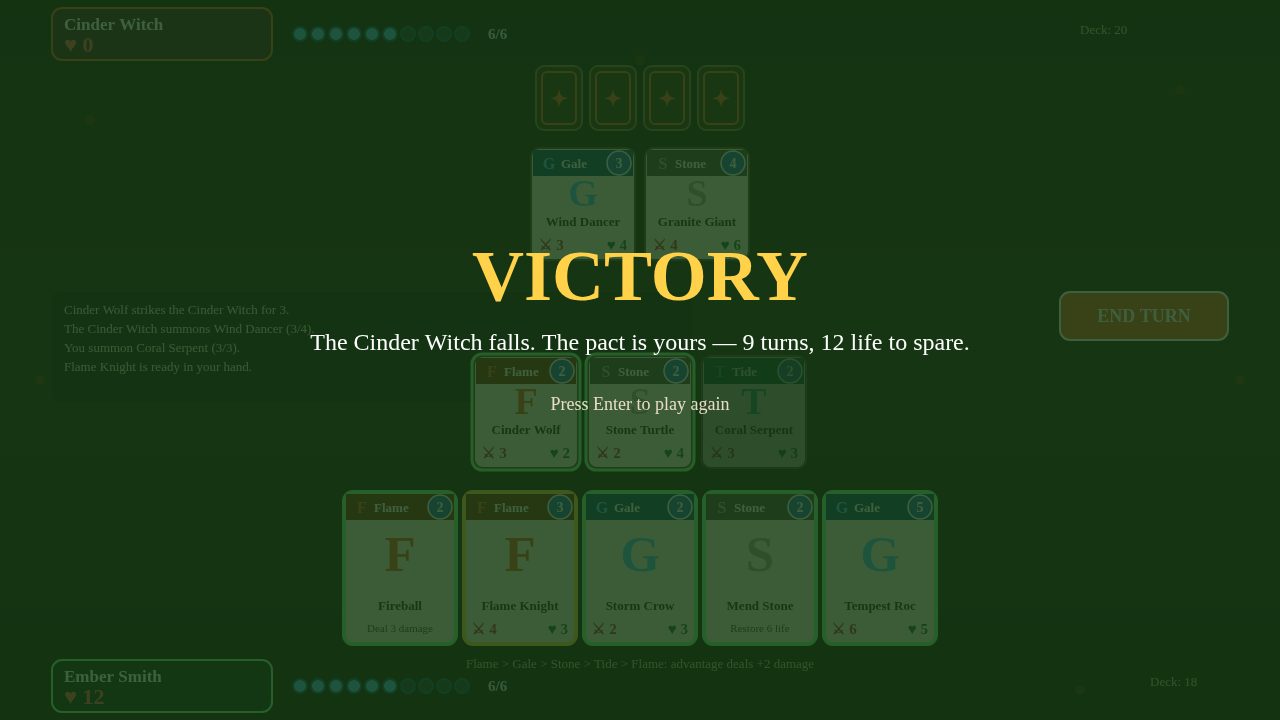 Cinder Witch
♥ 0
6/6
Deck: 20
✦ ✦ ✦ ✦
G Gale 3
G
Wind Dancer
⚔ 3 ♥ 4
S Stone 4
S
Granite Giant
⚔ 4 ♥ 6
VICTORY
Cinder Wolf strikes the Cinder Witch for 3.
The Cinder Witch summons Wind Dancer (3/4).
You summon Coral Serpent (3/3).
Flame Knight is ready in your hand.
END TURN
The Cinder Witch falls. The pact is yours — 9 turns, 12 life to spare.
F Flame 2
F
Cinder Wolf
⚔ 3 ♥ 2
S Stone 2
S
Stone Turtle
⚔ 2 ♥ 4
T Tide 2
T
Coral Serpent
⚔ 3 ♥ 3
Press Enter to play again
F Flame 2
F
Fireball
Deal 3 damage
F Flame 3
F
Flame Knight
⚔ 4 ♥ 3
G Gale 2
G
Storm Crow
⚔ 2 ♥ 3
S Stone 2
S
Mend Stone
Restore 6 life
G Gale 5
G
Tempest Roc
⚔ 6 ♥ 5
Flame > Gale > Stone > Tide > Flame: advantage deals +2 damage
Ember Smith
♥ 12
6/6
Deck: 18